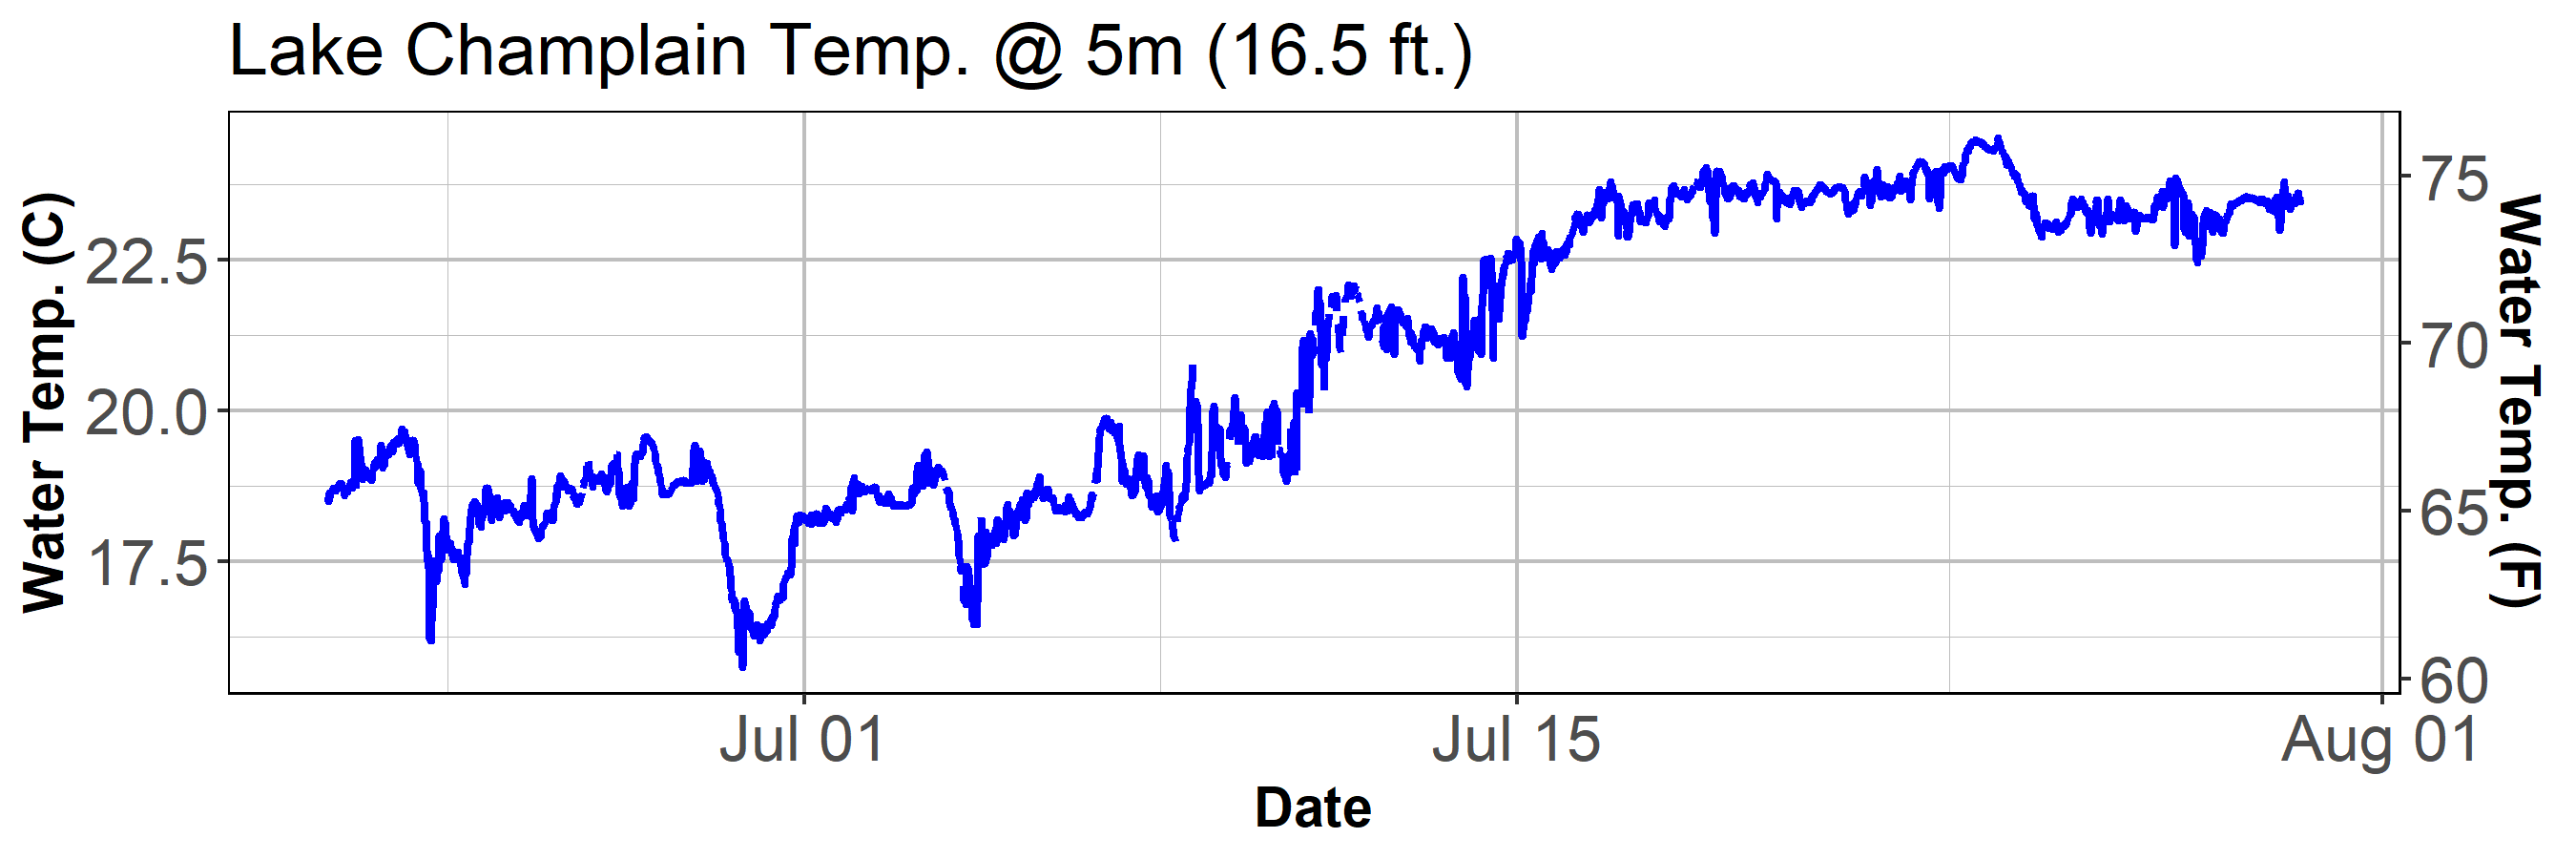 Lake Champlain Temp. @ 5m (16.5 ft.)
Water Temp. (C)
22.5
20.0
17.5
75
70
65
60
Water Temp. (F)
Jul 01
Jul 15
Aug 01
Date